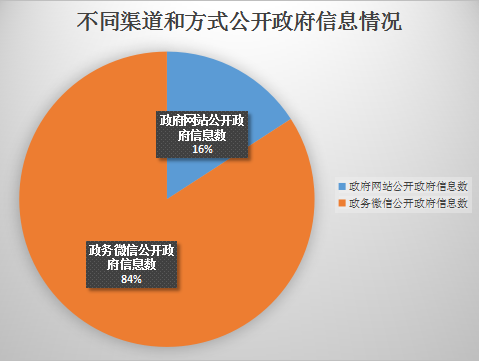 不同渠道和方式公开政府信息情况
政府网站公开政
府信息数
16%
政府网站公开政府信息数
政务微信公开政府信息数
政务微信公开政
府信息数
84%